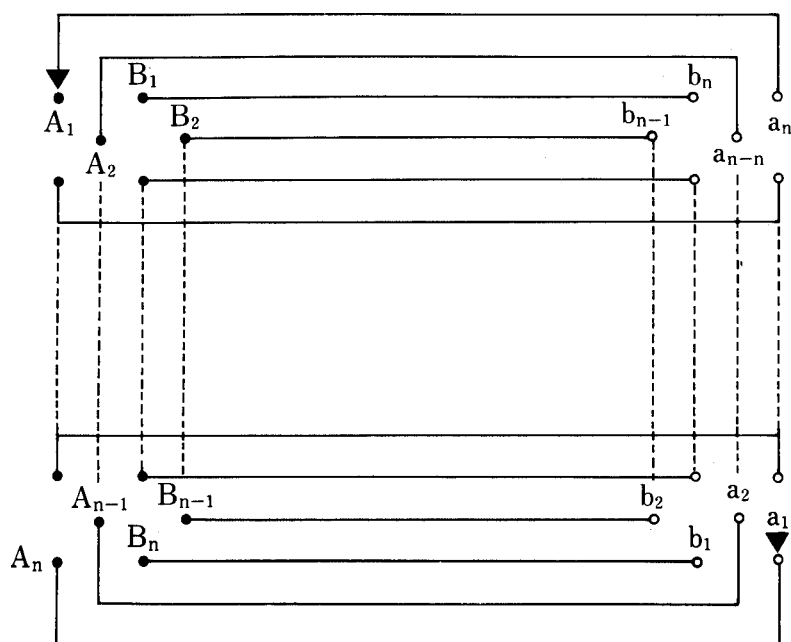 B₁ bₙ
A₁ B₂ bₙ₋₁ aₙ
A₂ aₙ₋ₙ
Aₙ₋₁ Bₙ₋₁ b₂ a₂
Aₙ Bₙ b₁ a₁